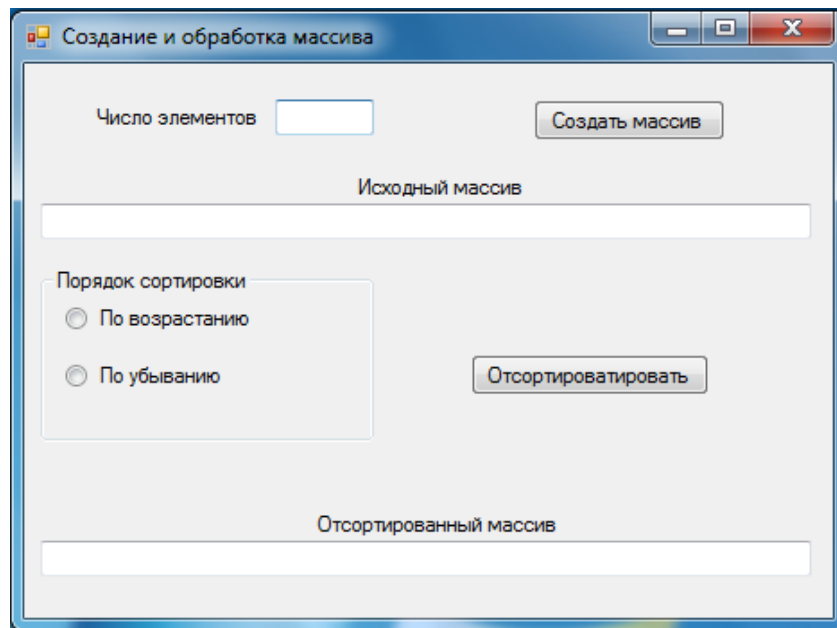 Создание и обработка массива
Число элементов
Создать массив
Исходный массив
Порядок сортировки
По возрастанию
По убыванию
Отсортироватировать
Отсортированный массив